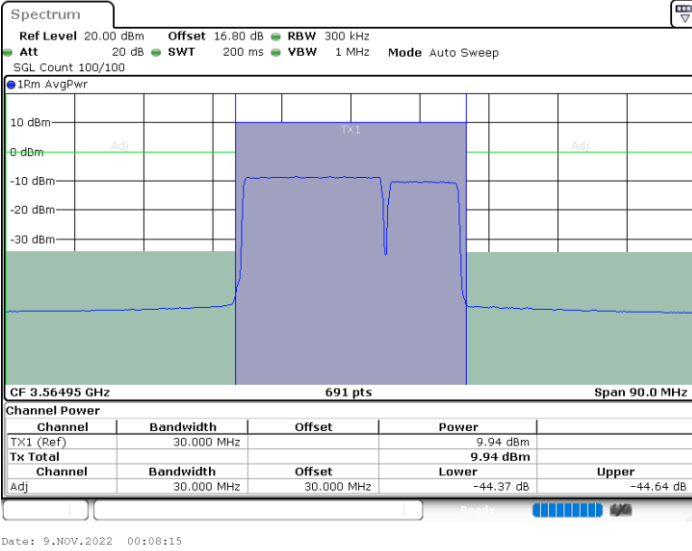 Spectrum
Ref Level 20.00 dBm Offset 16.80 dB RBW 300 kHz
Att 20 dB SWT 200 ms VBW 1 MHz Mode Auto Sweep
SGL Count 100/100
1Rm AvgPwr
10 dBm
TX1
Adj Adj
0 dBm
-10 dBm
-20 dBm
-30 dBm
CF 3.56495 GHz 691 pts Span 90.0 MHz
Channel Power
Channel Bandwidth Offset Power
TX1 (Ref) 30.000 MHz 9.94 dBm
Tx Total 9.94 dBm
Channel Bandwidth Offset Lower Upper
Adj 30.000 MHz 30.000 MHz -44.37 dB -44.64 dB
Ready
Date: 9.NOV.2022 00:08:15